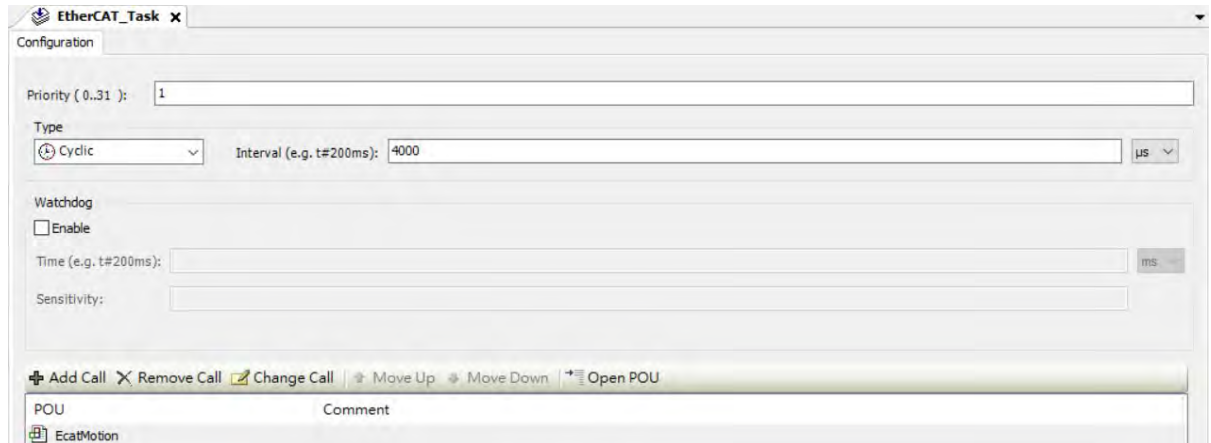 EtherCAT_Task
Configuration
Priority ( 0..31 ): 1
Type
Cyclic Interval (e.g. t#200ms): 4000 µs
Watchdog
Enable
Time (e.g. t#200ms): ms
Sensitivity:
Add Call Remove Call Change Call Move Up Move Down Open POU
POU Comment
EcatMotion